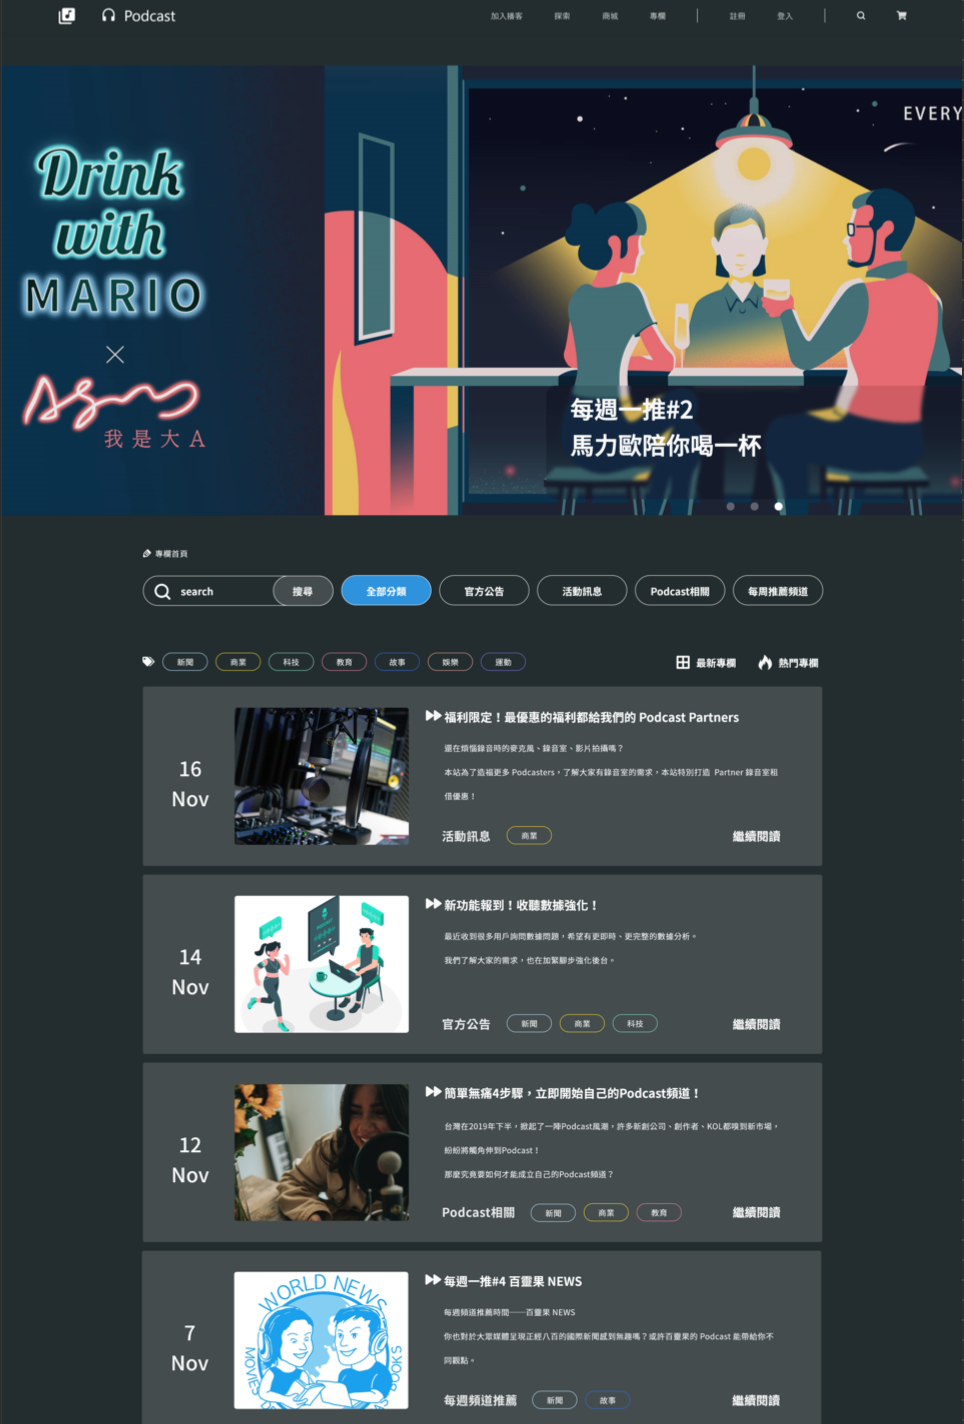 Podcast
加入播客 探索 商城 專欄 註冊 登入
EVERY
Drink
with
MARIO
我是大A
每週一推#2
馬力歐陪你喝一杯
專欄首頁
search 搜尋 全部分類 官方公告 活動訊息 Podcast相關 每周推薦頻道
新聞 商業 科技 教育 故事 娛樂 運動 最新專欄 熱門專欄
16
Nov
福利限定！最優惠的福利都給我們的 Podcast Partners
還在煩惱錄音時的麥克風、錄音室、影片拍攝嗎？
本站為了造福更多 Podcasters，了解大家有錄音室的需求，本站特別打造 Partner 錄音室租
借優惠！
活動訊息 商業 繼續閱讀
14
Nov
新功能報到！收聽數據強化！
最近收到很多用戶詢問數據問題，希望有更即時、更完整的數據分析。
我們了解大家的需求，也在加緊腳步強化後台。
官方公告 新聞 商業 科技 繼續閱讀
12
Nov
簡單無痛4步驟，立即開始自己的Podcast頻道！
台灣在2019年下半，掀起了一陣Podcast風潮，許多新創公司、創作者、KOL都嗅到新市場，
紛紛將觸角伸到Podcast！
那麼究竟要如何才能成立自己的Podcast頻道？
Podcast相關 新聞 商業 教育 繼續閱讀
7
Nov
WORLD NEWS
MOVIE
BOOKS
每週一推#4 百靈果 NEWS
每週頻道推薦時間——百靈果 NEWS
你也對於大眾媒體呈現正經八百的國際新聞感到無趣嗎？或許百靈果的 Podcast 能帶給你不
同觀點。
每週頻道推薦 新聞 故事 繼續閱讀